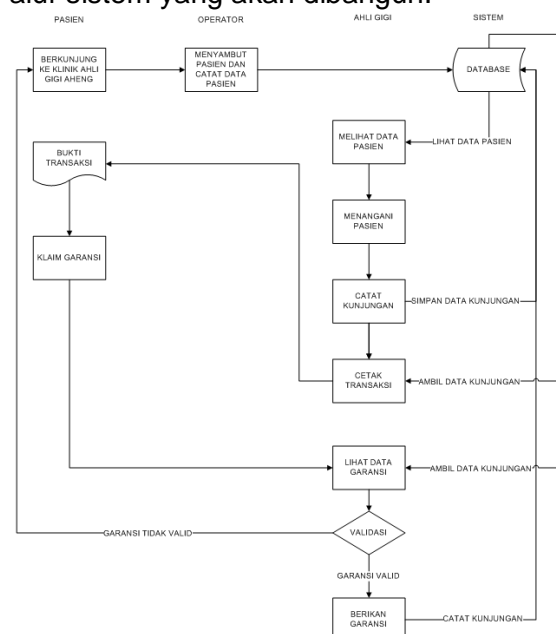 alur sistem yang akan dibangun.
PASIEN
OPERATOR
AHLI GIGI
SISTEM
BERKUNJUNG
KE KLINIK AHLI
GIGI AHENG
MENYAMBUT
PASIEN DAN
CATAT DATA
PASIEN
DATABASE
MELIHAT DATA
PASIEN
LIHAT DATA PASIEN
BUKTI
TRANSAKSI
MENANGANI
PASIEN
KLAIM GARANSI
CATAT
KUNJUNGAN
SIMPAN DATA KUNJUNGAN
CETAK
TRANSAKSI
AMBIL DATA KUNJUNGAN
LIHAT DATA
GARANSI
AMBIL DATA KUNJUNGAN
GARANSI TIDAK VALID
VALIDASI
GARANSI VALID
BERIKAN
GARANSI
CATAT KUNJUNGAN